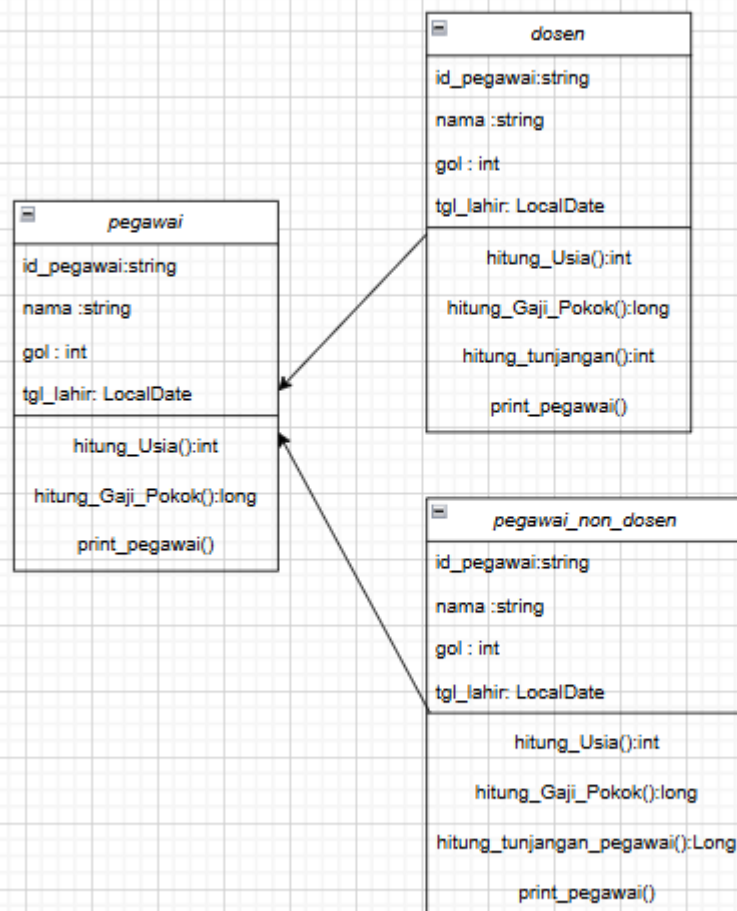 pegawai
id_pegawai:string
nama :string
gol : int
tgl_lahir: LocalDate
hitung_Usia():int
hitung_Gaji_Pokok():long
print_pegawai()
dosen
id_pegawai:string
nama :string
gol : int
tgl_lahir: LocalDate
hitung_Usia():int
hitung_Gaji_Pokok():long
hitung_tunjangan():int
print_pegawai()
pegawai_non_dosen
id_pegawai:string
nama :string
gol : int
tgl_lahir: LocalDate
hitung_Usia():int
hitung_Gaji_Pokok():long
hitung_tunjangan_pegawai():Long
print_pegawai()